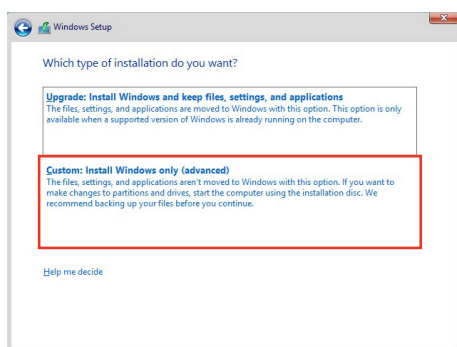 Windows Setup
Which type of installation do you want?
Upgrade: Install Windows and keep files, settings, and applications
The files, settings, and applications are moved to Windows with this option. This option is only
available when a supported version of Windows is already running on the computer.
Custom: Install Windows only (advanced)
The files, settings, and applications aren't moved to Windows with this option. If you want to
make changes to partitions and drives, start the computer using the installation disc. We
recommend backing up your files before you continue.
Help me decide